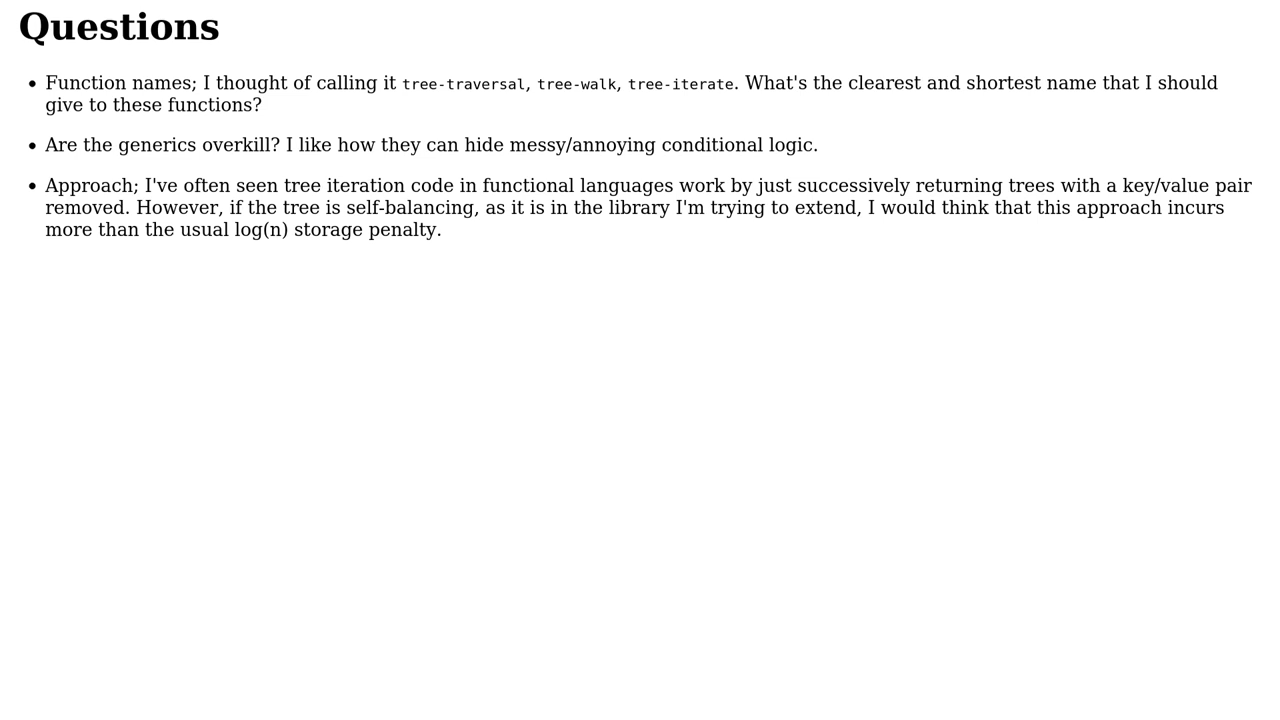 Questions
• Function names; I thought of calling it tree-traversal, tree-walk, tree-iterate. What's the clearest and shortest name that I should
give to these functions?
• Are the generics overkill? I like how they can hide messy/annoying conditional logic.
• Approach; I've often seen tree iteration code in functional languages work by just successively returning trees with a key/value pair
removed. However, if the tree is self-balancing, as it is in the library I'm trying to extend, I would think that this approach incurs
more than the usual log(n) storage penalty.